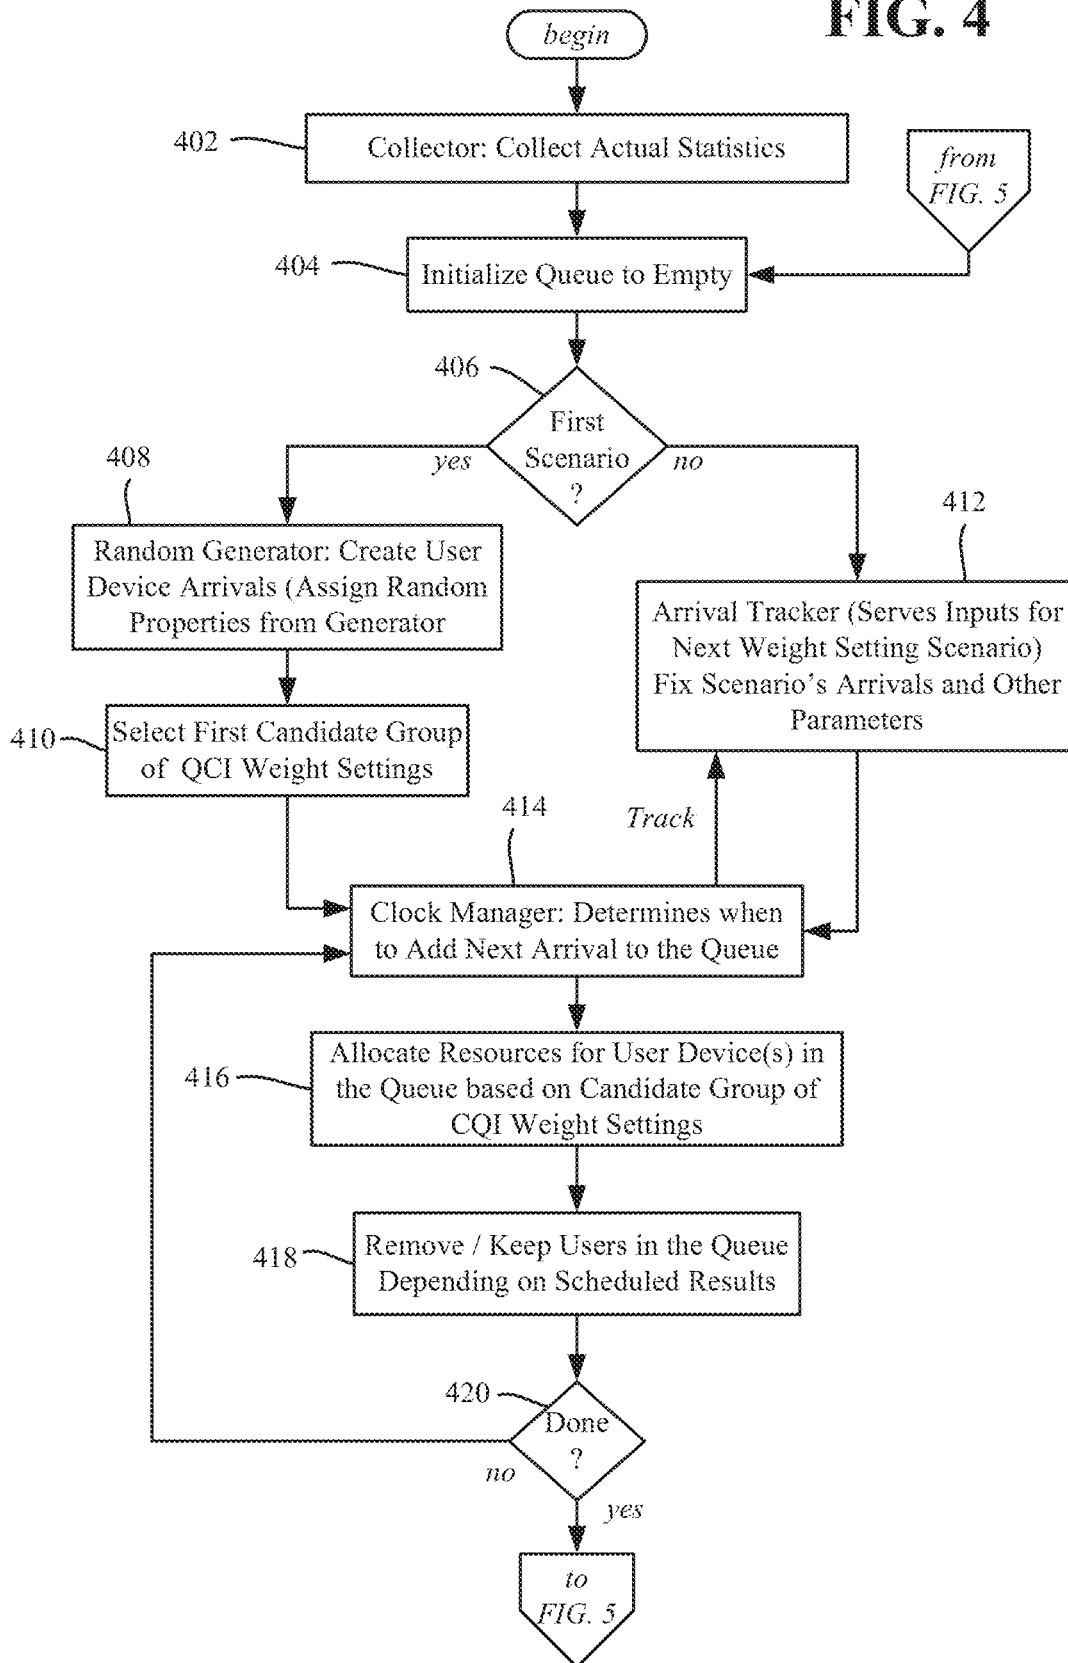 FIG. 4
begin
402
Collector: Collect Actual Statistics
from
FIG. 5
404
Initialize Queue to Empty
406
First
Scenario
?
yes
no
408
Random Generator: Create User
Device Arrivals (Assign Random
Properties from Generator
412
Arrival Tracker (Serves Inputs for
Next Weight Setting Scenario)
Fix Scenario's Arrivals and Other
Parameters
410
Select First Candidate Group
of QCI Weight Settings
Track
414
Clock Manager: Determines when
to Add Next Arrival to the Queue
416
Allocate Resources for User Device(s) in
the Queue based on Candidate Group of
CQI Weight Settings
418
Remove / Keep Users in the Queue
Depending on Scheduled Results
420
Done
?
no
yes
to
FIG. 5